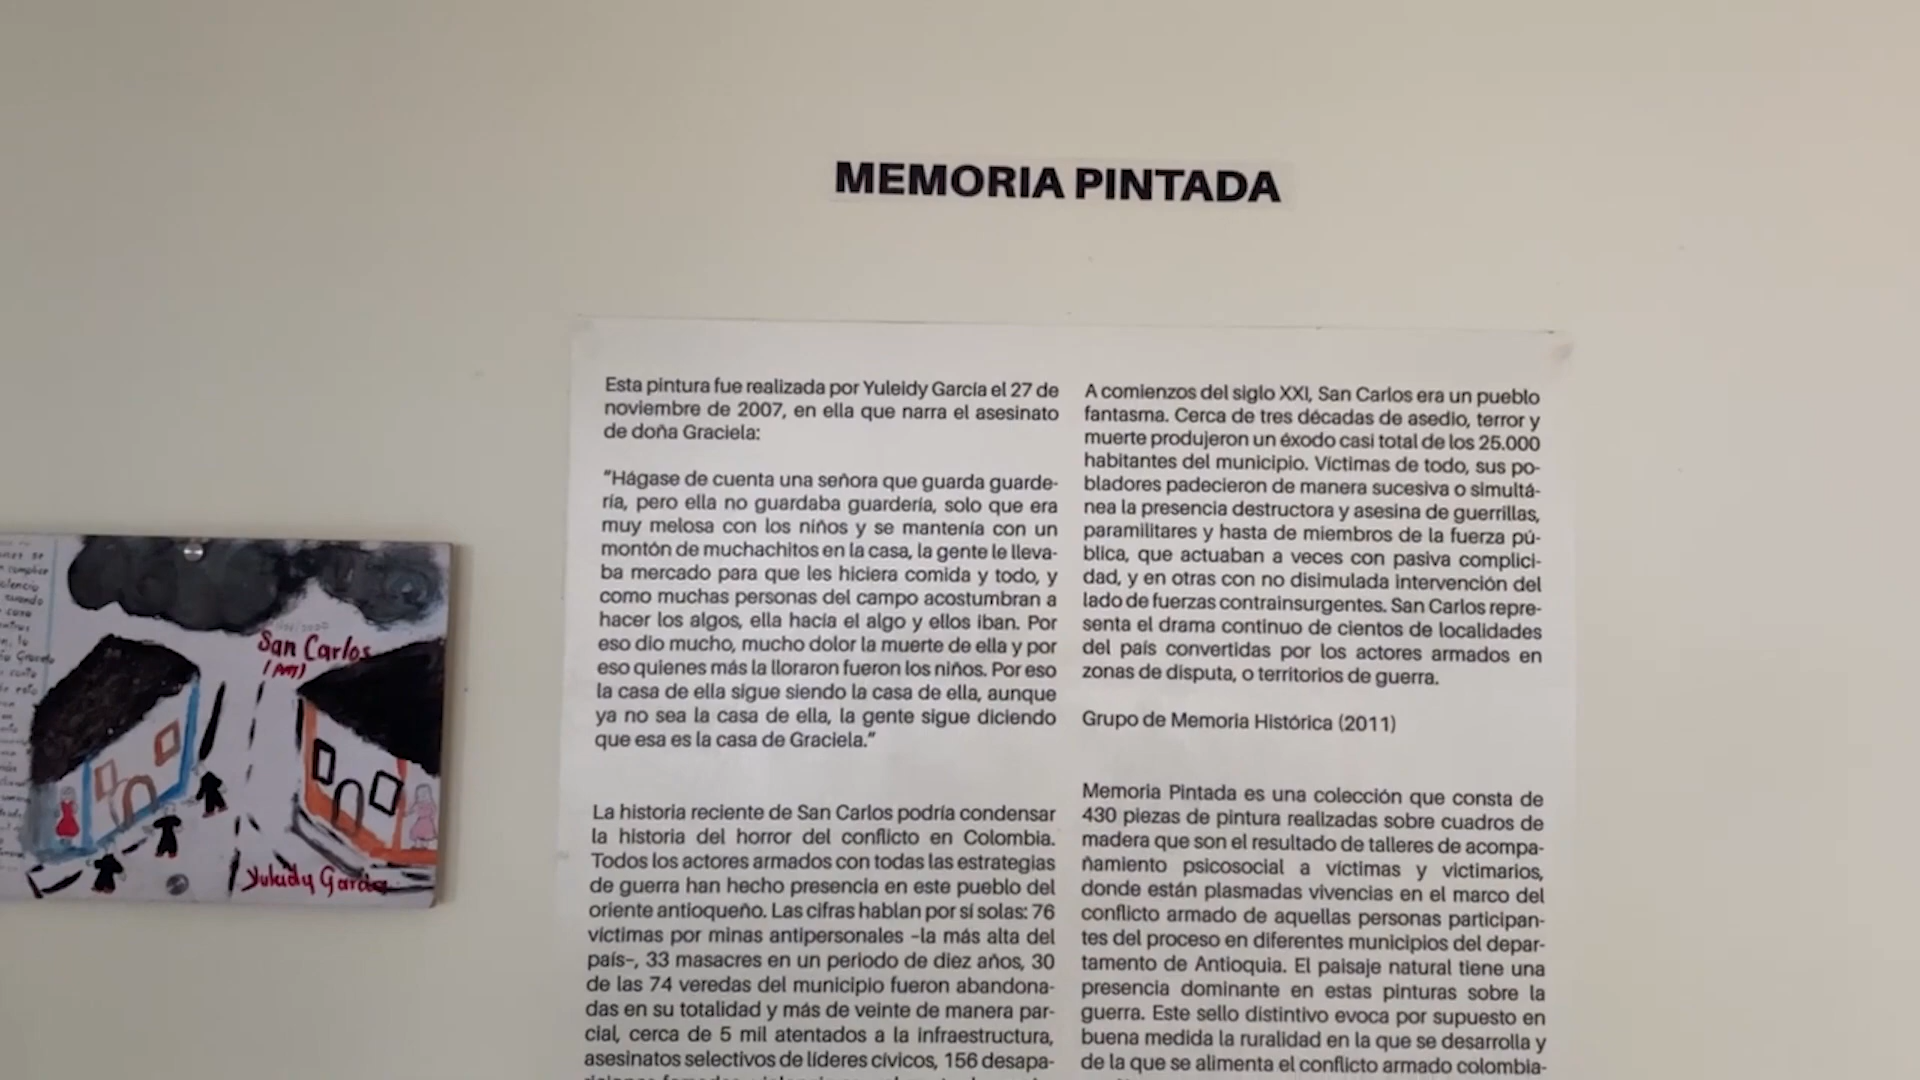 MEMORIA PINTADA
Esta pintura fue realizada por Yuleidy García el 27 de
noviembre de 2007, en ella que narra el asesinato
de doña Graciela:
“Hágase de cuenta una señora que guarda guarde-
ría, pero ella no guardaba guardería, solo que era
muy melosa con los niños y se mantenía con un
montón de muchachitos en la casa, la gente le lleva-
ba mercado para que les hiciera comida y todo, y
como muchas personas del campo acostumbran a
hacer los algos, ella hacía el algo y ellos iban. Por
eso dio mucho, mucho dolor la muerte de ella y por
eso quienes más la lloraron fueron los niños. Por eso
la casa de ella sigue siendo la casa de ella, aunque
ya no sea la casa de ella, la gente sigue diciendo
que esa es la casa de Graciela.”
La historia reciente de San Carlos podría condensar
la historia del horror del conflicto en Colombia.
Todos los actores armados con todas las estrategias
de guerra han hecho presencia en este pueblo del
oriente antioqueño. Las cifras hablan por sí solas: 76
víctimas por minas antipersonales –la más alta del
país–, 33 masacres en un periodo de diez años, 30
de las 74 veredas del municipio fueron abandona-
das en su totalidad y más de veinte de manera par-
cial, cerca de 5 mil atentados a la infraestructura,
asesinatos selectivos de líderes cívicos, 156 desapa-
A comienzos del siglo XXI, San Carlos era un pueblo
fantasma. Cerca de tres décadas de asedio, terror y
muerte produjeron un éxodo casi total de los 25.000
habitantes del municipio. Víctimas de todo, sus po-
bladores padecieron de manera sucesiva o simultá-
nea la presencia destructora y asesina de guerrillas,
paramilitares y hasta de miembros de la fuerza pú-
blica, que actuaban a veces con pasiva complici-
dad, y en otras con no disimulada intervención del
lado de fuerzas contrainsurgentes. San Carlos repre-
senta el drama continuo de cientos de localidades
del país convertidas por los actores armados en
zonas de disputa, o territorios de guerra.
Grupo de Memoria Histórica (2011)
Memoria Pintada es una colección que consta de
430 piezas de pintura realizadas sobre cuadros de
madera que son el resultado de talleres de acompa-
ñamiento psicosocial a víctimas y victimarios,
donde están plasmadas vivencias en el marco del
conflicto armado de aquellas personas participan-
tes del proceso en diferentes municipios del depar-
tamento de Antioquia. El paisaje natural tiene una
presencia dominante en estas pinturas sobre la
guerra. Este sello distintivo evoca por supuesto en
buena medida la ruralidad en la que se desarrolla y
de la que se alimenta el conflicto armado colombia-
San Carlos
(Ant)
Yuleidy García